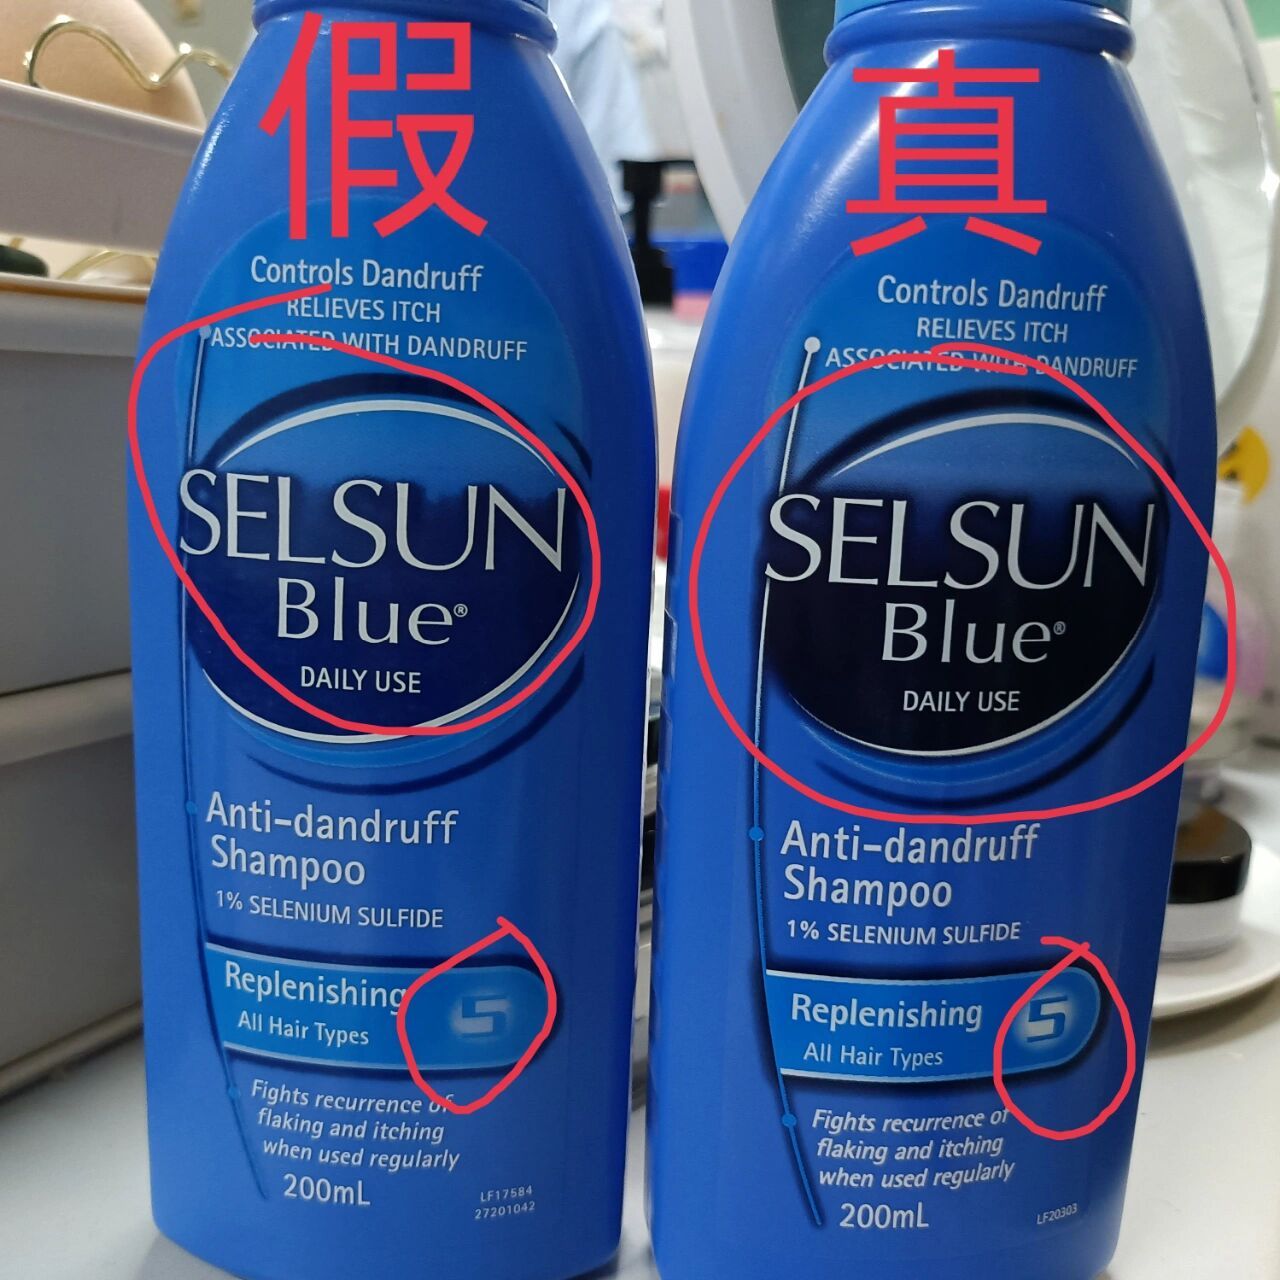 假
Controls Dandruff
RELIEVES ITCH
ASSOCIATED WITH DANDRUFF
SELSUN
Blue®
DAILY USE
Anti-dandruff
Shampoo
1% SELENIUM SULFIDE
Replenishing
All Hair Types
5
Fights recurrence of
flaking and itching
when used regularly
200mL
LF17584
27201042
真
Controls Dandruff
RELIEVES ITCH
ASSOCIATED WITH DANDRUFF
SELSUN
Blue®
DAILY USE
Anti-dandruff
Shampoo
1% SELENIUM SULFIDE
Replenishing
All Hair Types
5
Fights recurrence of
flaking and itching
when used regularly
200mL
LF20303